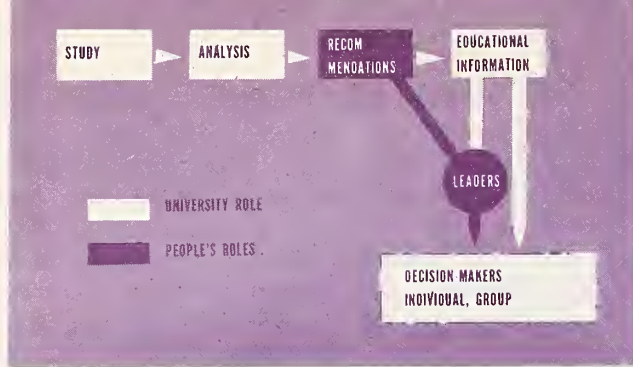 STUDY
ANALYSIS
RECOM
MENDATIONS
EDUCATIONAL
INFORMATION
LEADERS
UNIVERSITY ROLE
PEOPLE'S ROLES
DECISION-MAKERS
INDIVIDUAL, GROUP